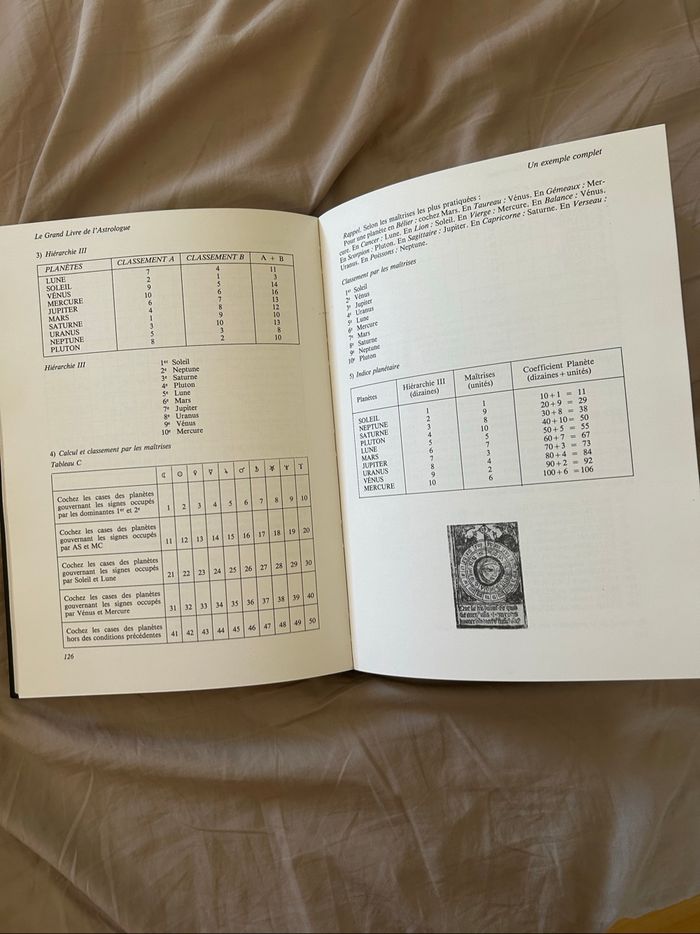 Le Grand Livre de l'Astrologue
3) Hiérarchie III
PLANÈTES CLASSEMENT A CLASSEMENT B A + B
LUNE 7 4 11
SOLEIL 2 1 3
VÉNUS 9 5 14
MERCURE 10 6 16
JUPITER 6 7 13
MARS 4 8 12
SATURNE 1 9 10
URANUS 3 10 13
NEPTUNE 5 3 8
PLUTON 8 2 10
Hiérarchie III
1er Soleil
2e Neptune
3e Saturne
4e Pluton
5e Lune
6e Mars
7e Jupiter
8e Uranus
9e Vénus
10e Mercure
4) Calcul et classement par les maîtrises
Tableau C
Cochez les cases des planètes
gouvernant les signes occupés
par les dominantes 1er et 2e
1 2 3 4 5 6 7 8 9 10
Cochez les cases des planètes
gouvernant les signes occupés
par AS et MC
11 12 13 14 15 16 17 18 19 20
Cochez les cases des planètes
gouvernant les signes occupés
par Soleil et Lune
21 22 23 24 25 26 27 28 29 30
Cochez les cases des planètes
gouvernant les signes occupés
par Vénus et Mercure
31 32 33 34 35 36 37 38 39 40
Cochez les cases des planètes
hors des conditions précédentes
41 42 43 44 45 46 47 48 49 50
126
Un exemple complet
Rappel. Selon les maîtrises les plus pratiquées :
Pour une planète en Bélier : cochez Mars. En Taureau : Vénus. En Gémeaux : Mer-
cure. En Cancer : Lune. En Lion : Soleil. En Vierge : Mercure. En Balance : Vénus.
En Scorpion : Pluton. En Sagittaire : Jupiter. En Capricorne : Saturne. En Verseau :
Uranus. En Poissons : Neptune.
Classement par les maîtrises
1er Soleil
2e Vénus
3e Jupiter
4e Uranus
5e Lune
6e Mercure
7e Mars
8e Saturne
9e Neptune
10e Pluton
5) Indice planétaire
Planètes Hiérarchie III (dizaines) Maîtrises (unités) Coefficient Planète (dizaines + unités)
SOLEIL 1 1 10+1 = 11
NEPTUNE 2 9 20+9 = 29
SATURNE 3 8 30+8 = 38
PLUTON 4 10 40+10= 50
LUNE 5 5 50+5 = 55
MARS 6 7 60+7 = 67
JUPITER 7 3 70+3 = 73
URANUS 8 4 80+4 = 84
VÉNUS 9 2 90+2 = 92
MERCURE 10 6 100+6 =106